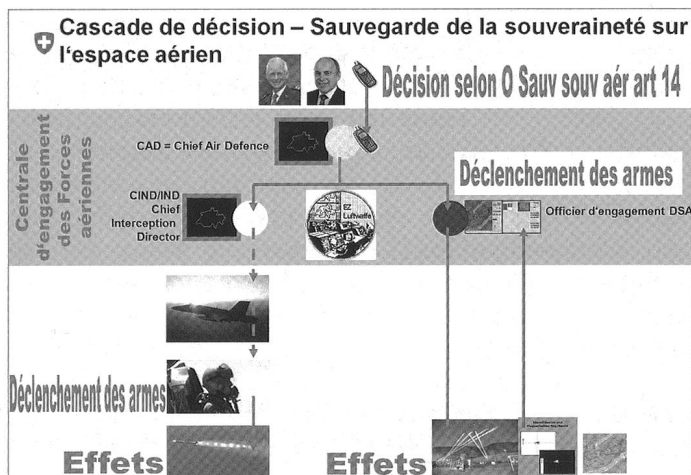 Cascade de décision – Sauvegarde de la souveraineté sur
l'espace aérien
Décision selon O Sauv souv aér art 14
Centrale
d'engagement
des Forces
aériennes
CAD = Chief Air Defence
Déclenchement des armes
CIND/IND
Chief
Interception
Director
EZ
Luftwaffe
Officier d'engagement DSA
Déclenchement des armes
Effets
Effets